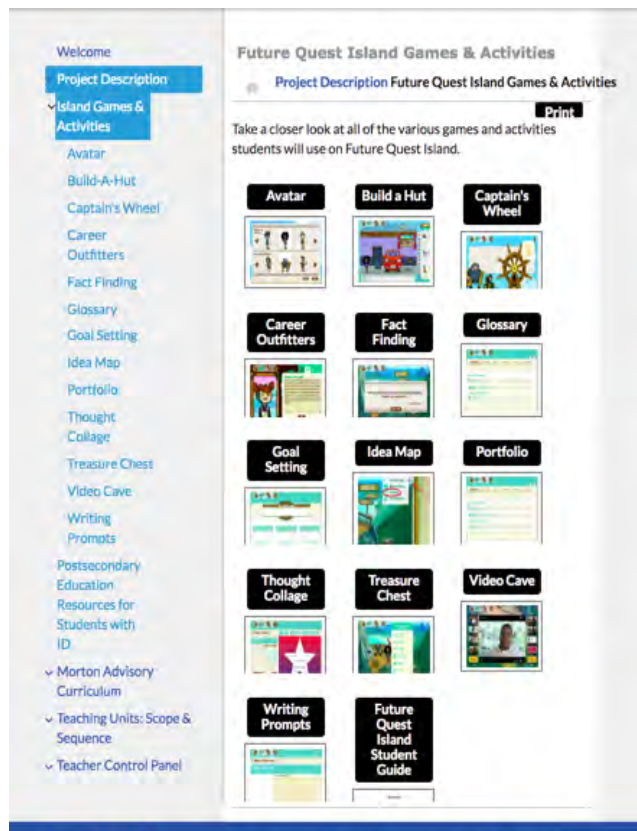 Welcome
Project Description
Island Games &
Activities
Avatar
Build-A-Hut
Captain's Wheel
Career
Outfitters
Fact Finding
Glossary
Goal Setting
Idea Map
Portfolio
Thought
Collage
Treasure Chest
Video Cave
Writing
Prompts
Postsecondary
Education
Resources for
Students with
ID
Morton Advisory
Curriculum
Teaching Units: Scope &
Sequence
Teacher Control Panel
Future Quest Island Games & Activities
Project Description Future Quest Island Games & Activities
Print
Take a closer look at all of the various games and activities
students will use on Future Quest Island.
Avatar
Build a Hut
Captain's
Wheel
Career
Outfitters
Fact
Finding
Glossary
Goal
Setting
Idea Map
Portfolio
Thought
Collage
Treasure
Chest
Video Cave
Writing
Prompts
Future
Quest
Island
Student
Guide